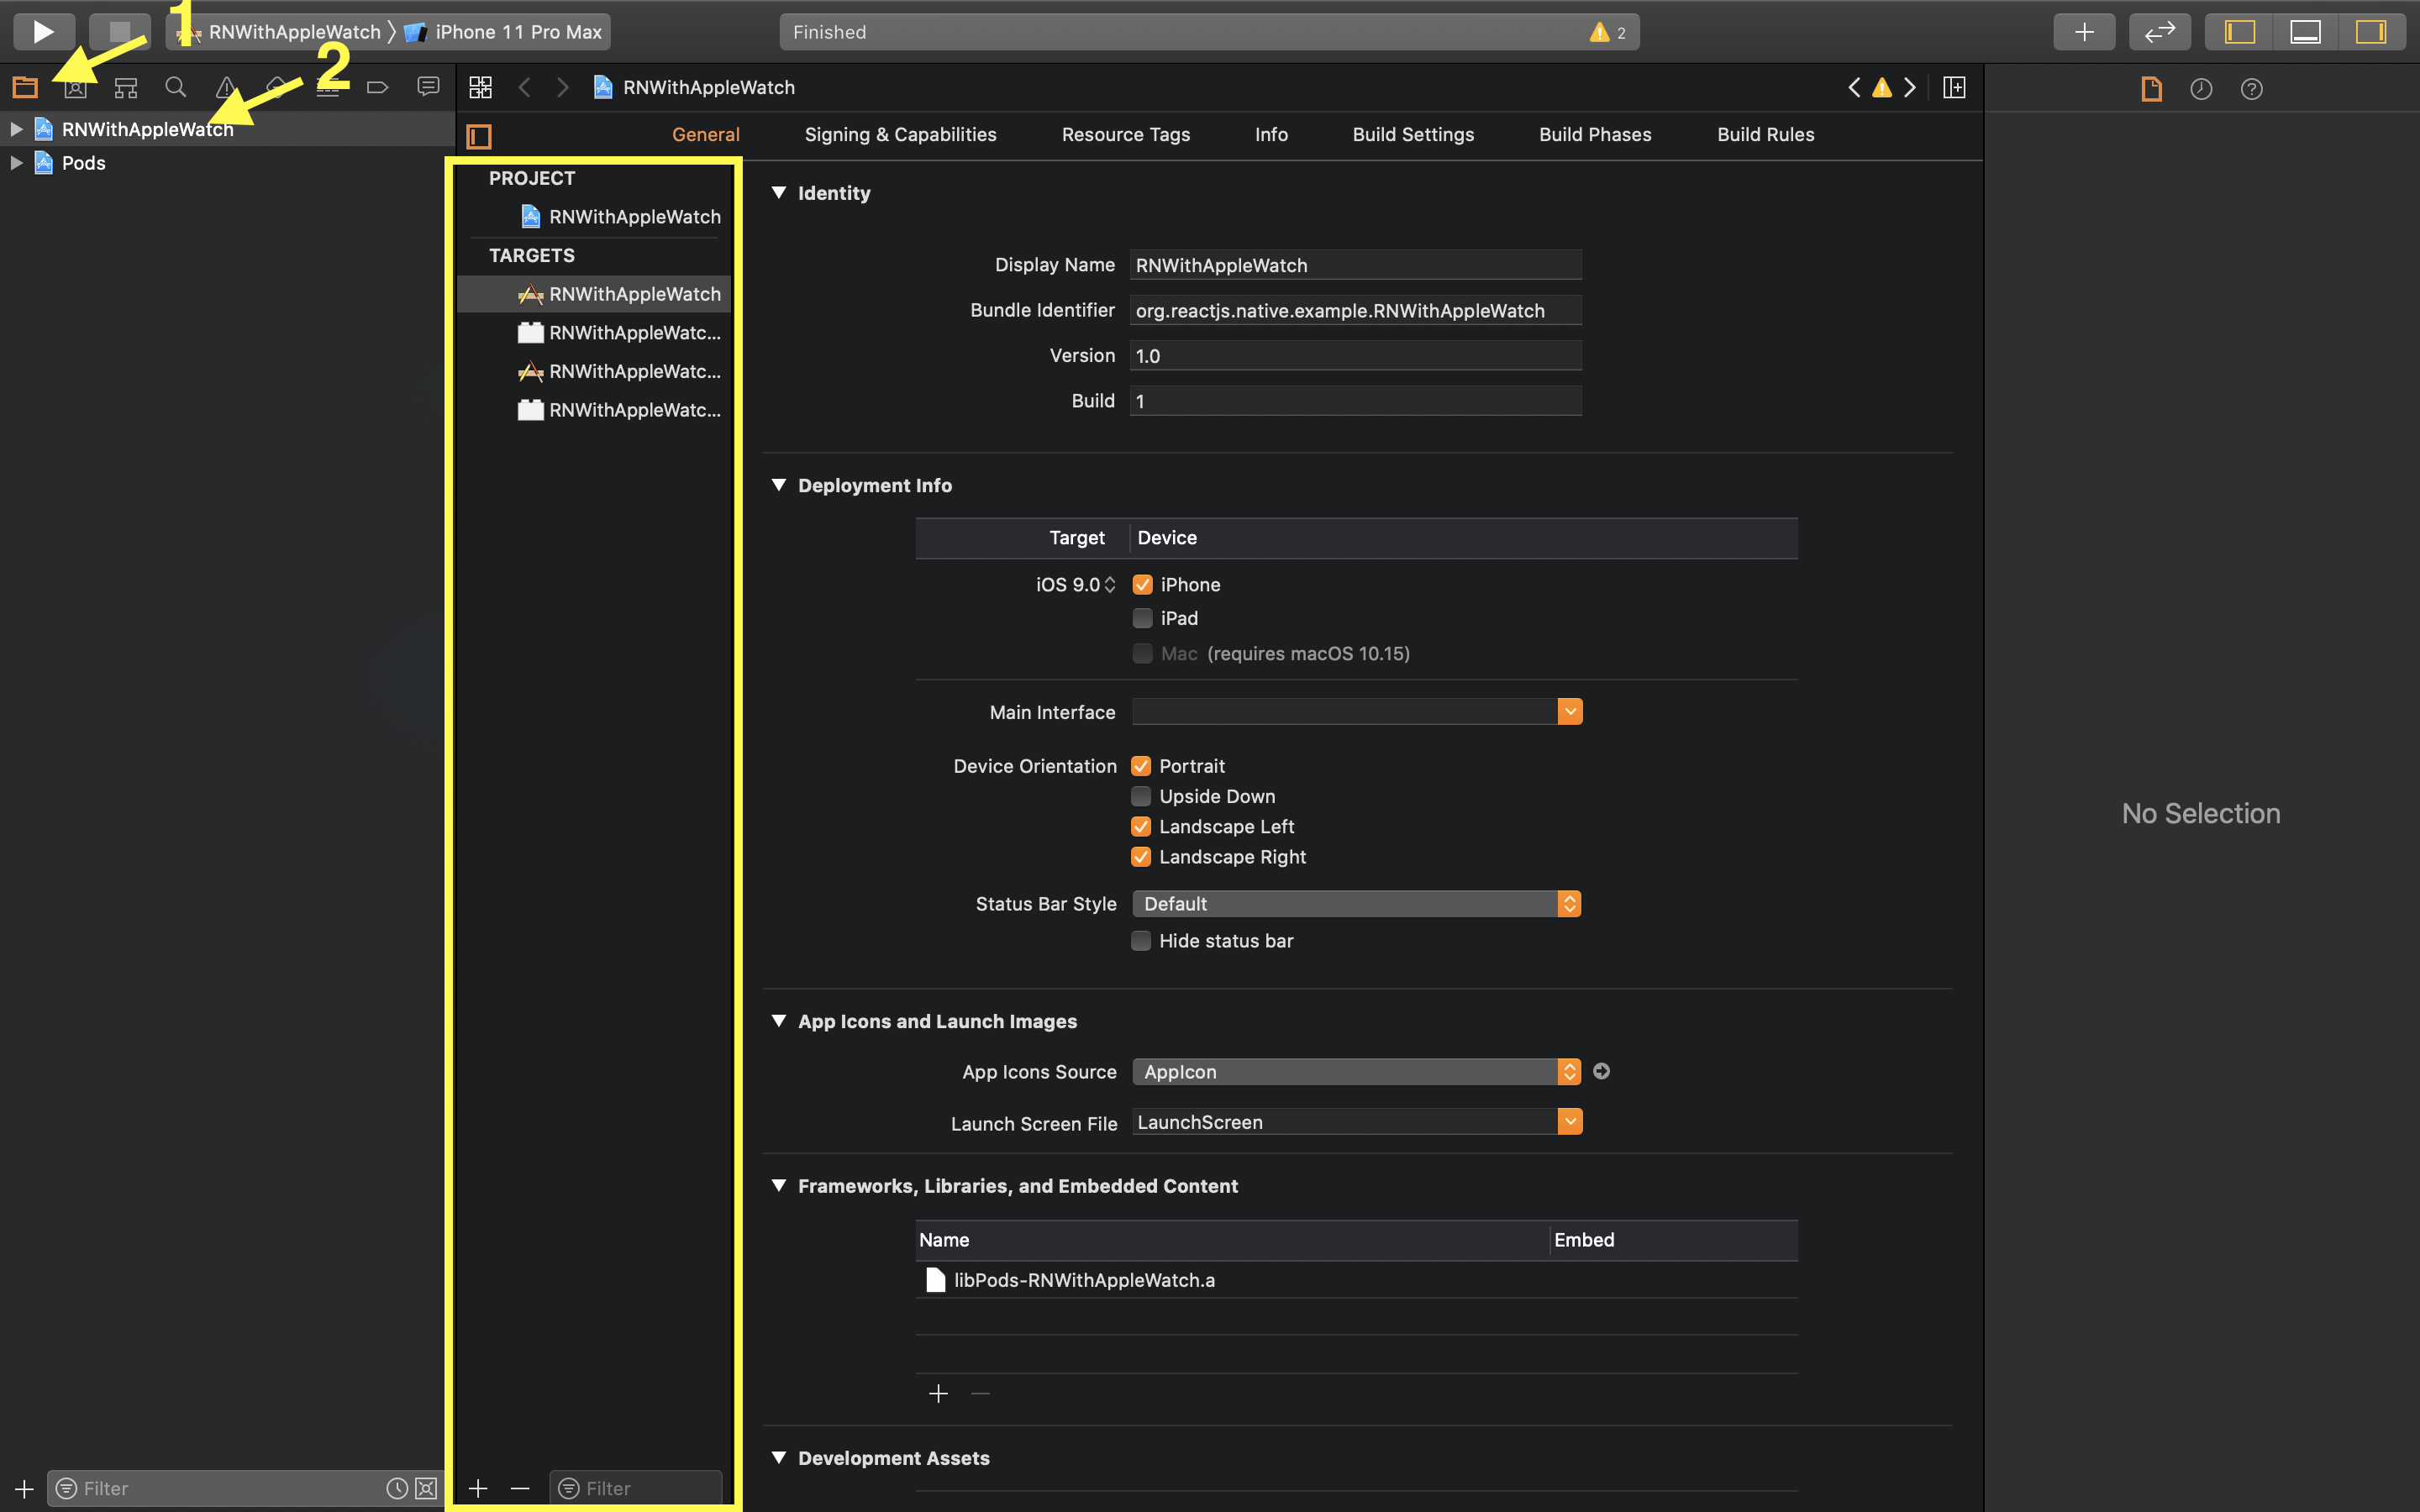 1
RNWithAppleWatch
iPhone 11 Pro Max
Finished
2
2
RNWithAppleWatch
General
Signing & Capabilities
Resource Tags
Info
Build Settings
Build Phases
Build Rules
RNWithAppleWatch
Pods
PROJECT
RNWithAppleWatch
TARGETS
RNWithAppleWatch
RNWithAppleWatc...
RNWithAppleWatc...
RNWithAppleWatc...
Identity
Display Name RNWithAppleWatch
Bundle Identifier org.reactjs.native.example.RNWithAppleWatch
Version 1.0
Build 1
Deployment Info
Target Device
iOS 9.0 iPhone
iPad
Mac (requires macOS 10.15)
Main Interface
Device Orientation Portrait
Upside Down
Landscape Left
Landscape Right
Status Bar Style Default
Hide status bar
App Icons and Launch Images
App Icons Source AppIcon
Launch Screen File LaunchScreen
Frameworks, Libraries, and Embedded Content
Name Embed
libPods-RNWithAppleWatch.a
Development Assets
No Selection
Filter
Filter